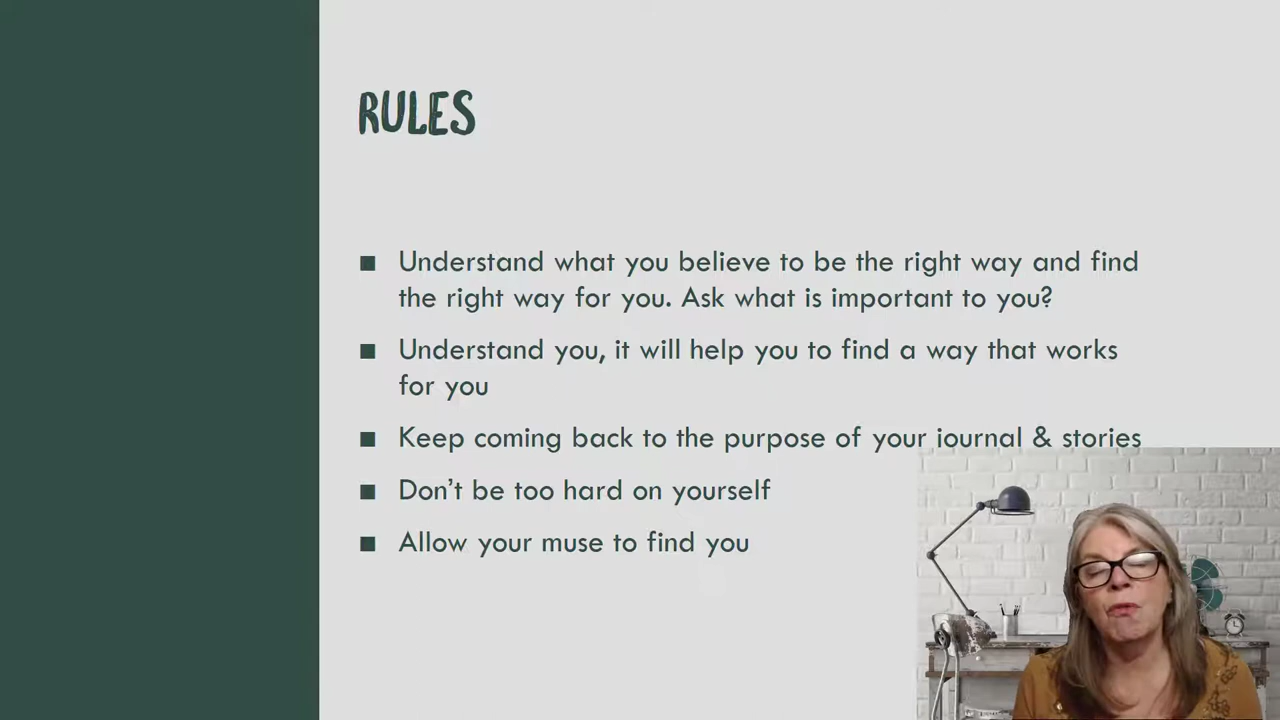 RULES
Understand what you believe to be the right way and find
the right way for you. Ask what is important to you?
Understand you, it will help you to find a way that works
for you
Keep coming back to the purpose of your journal & stories
Don't be too hard on yourself
Allow your muse to find you